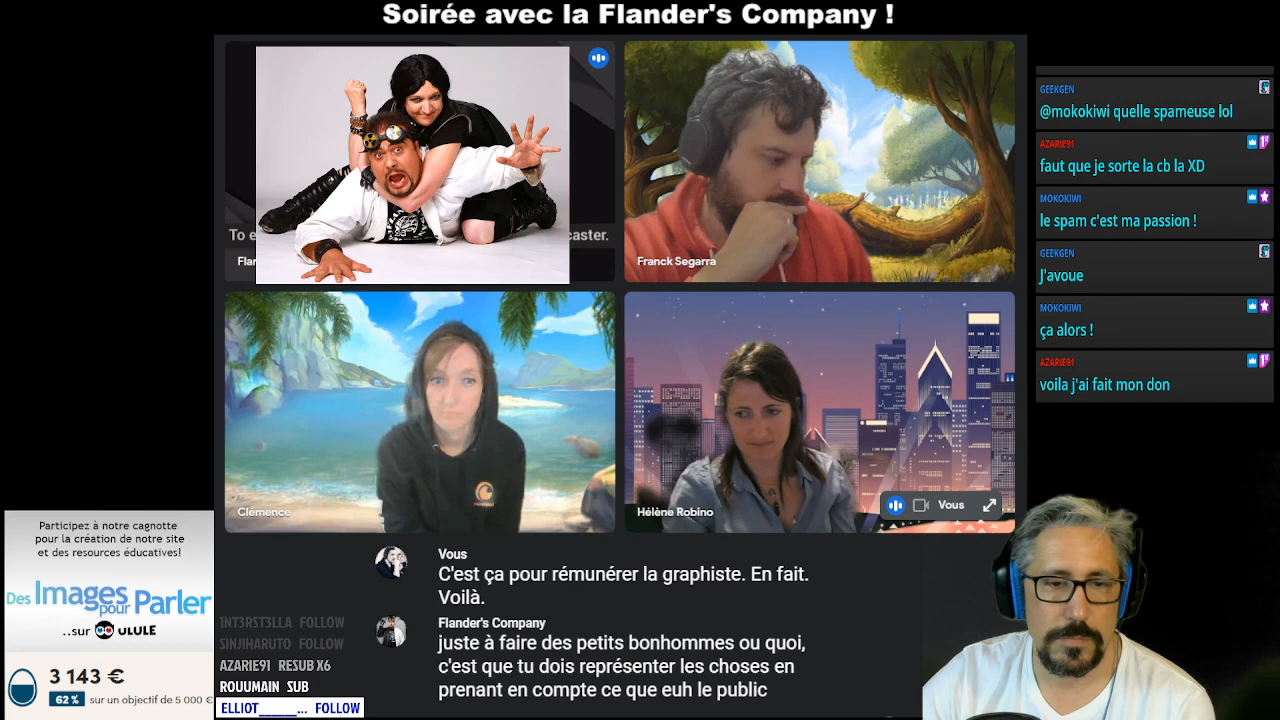 Soirée avec la Flander's Company !
To e
caster.
Flar
Franck Segarra
Clémence
Hélène Robino
Vous
GEEKGEN
@mokokiwi quelle spameuse lol
AZARIE91
faut que je sorte la cb la XD
MOKOKIWI
le spam c'est ma passion !
GEEKGEN
J'avoue
MOKOKIWI
ça alors !
AZARIE91
voila j'ai fait mon don
Participez à notre cagnotte
pour la création de notre site
et des resources éducatives!
Des Images pour Parler
..sur ULULE
3 143 €
62 % sur un objectif de 5 000 €
1NT3RST3LLA FOLLOW
SINJIHARUTO FOLLOW
AZARIE91 RESUB X6
ROUUMAIN SUB
ELLIOT______... FOLLOW
Vous
C'est ça pour rémunérer la graphiste. En fait.
Voilà.
Flander's Company
juste à faire des petits bonhommes ou quoi,
c'est que tu dois représenter les choses en
prenant en compte ce que euh le public